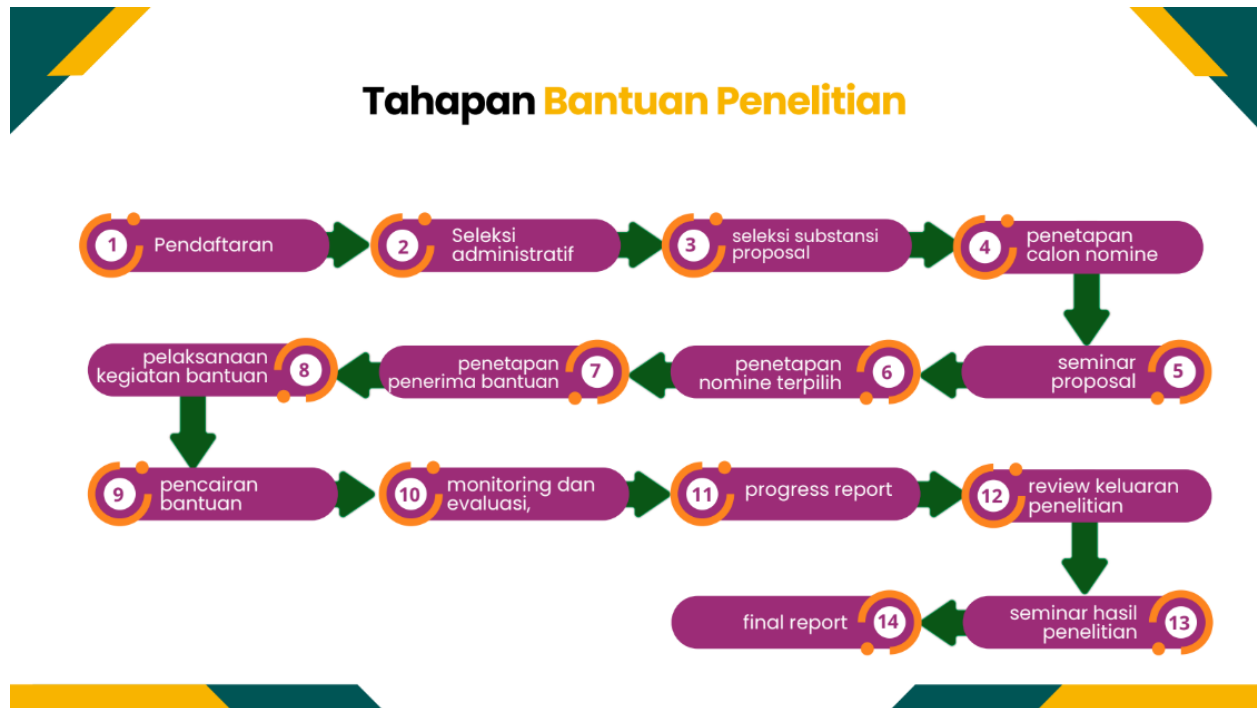 Tahapan Bantuan Penelitian
1
Pendaftaran
2
Seleksi
administratif
3
seleksi substansi
proposal
4
penetapan
calon nomine
5
seminar
proposal
6
penetapan
nomine terpilih
7
penetapan
penerima bantuan
8
pelaksanaan
kegiatan bantuan
9
pencairan
bantuan
10
monitoring dan
evaluasi,
11
progress report
12
review keluaran
penelitian
13
seminar hasil
penelitian
14
final report